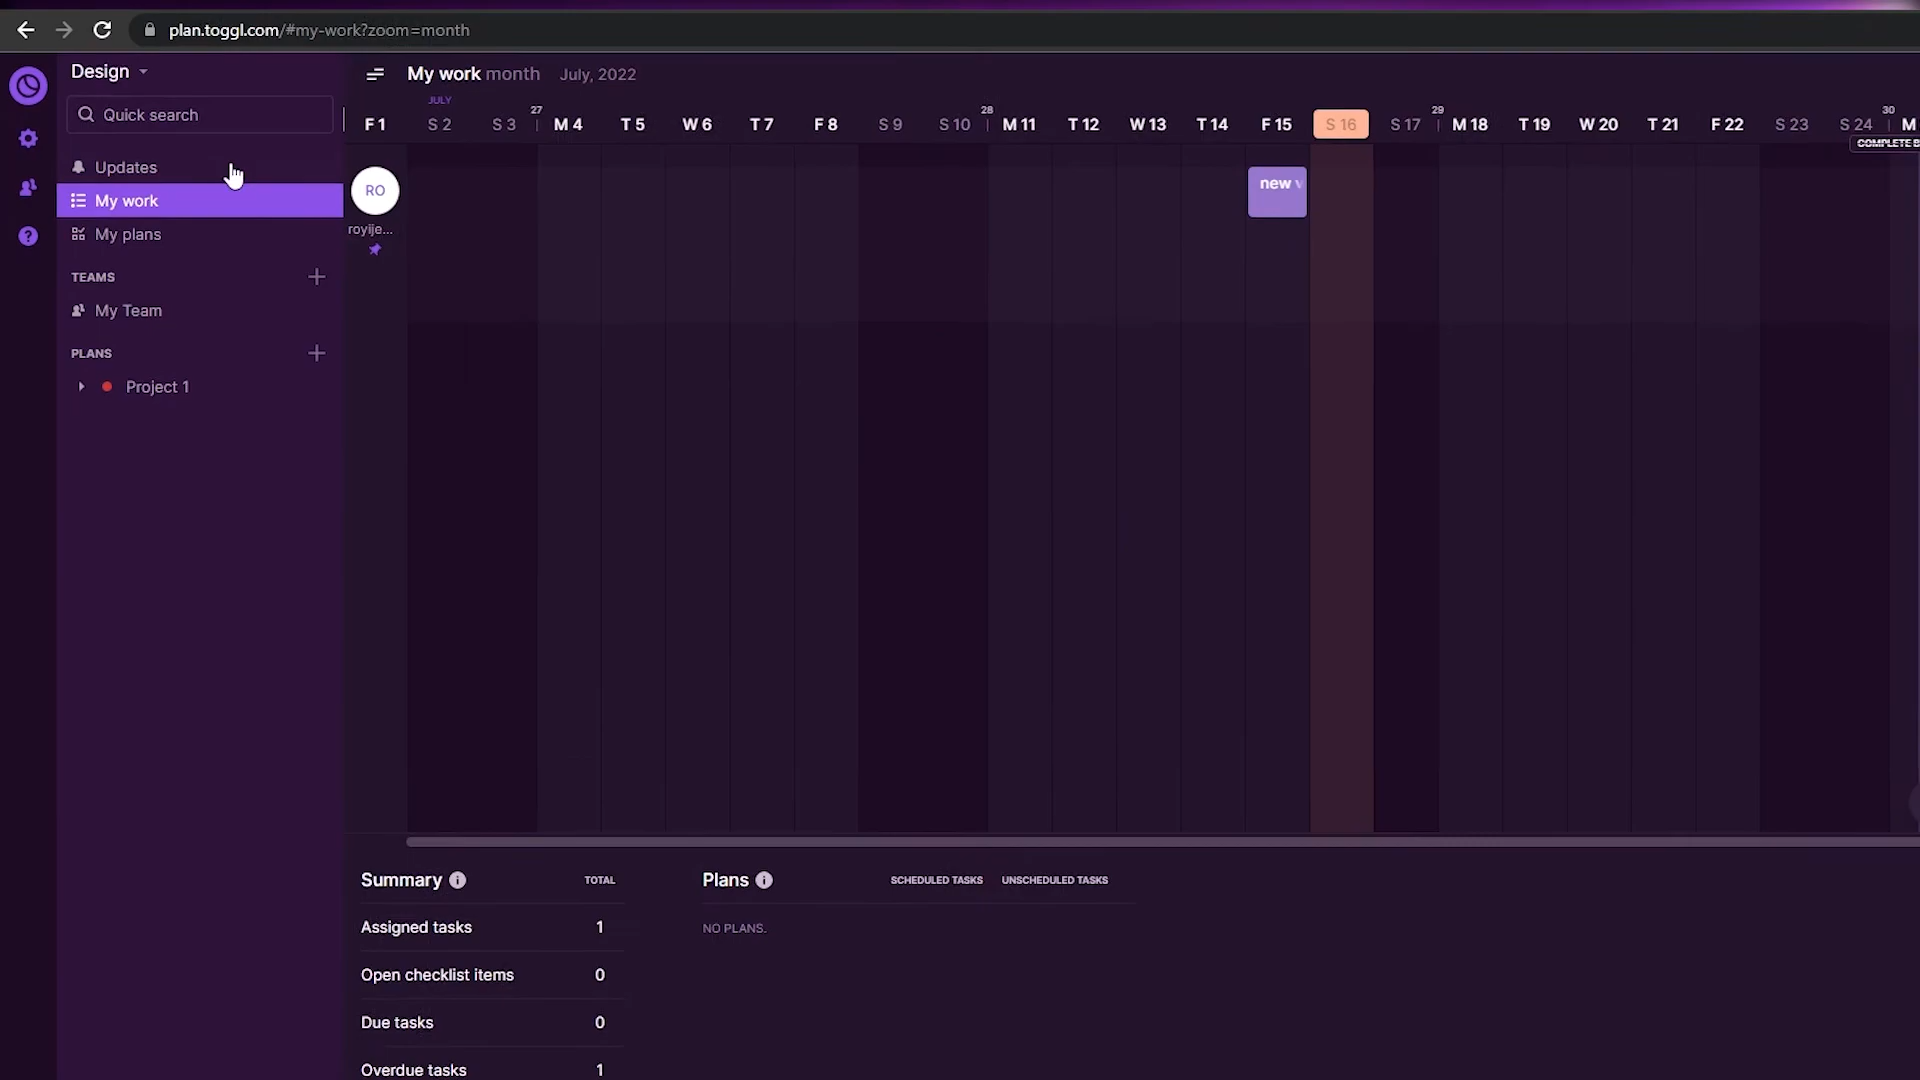 plan.toggl.com/#my-work?zoom=month
Design
Quick search
Updates
My work
My plans
TEAMS
My Team
PLANS
Project 1
My work month July, 2022
JULY 27 28 29 30
F 1 S 2 S 3 M 4 T 5 W 6 T 7 F 8 S 9 S 10 M 11 T 12 W 13 T 14 F 15 S 16 S 17 M 18 T 19 W 20 T 21 F 22 S 23 S 24 M
COMPLETE B
RO
royije...
new
Summary i TOTAL
Assigned tasks 1
Open checklist items 0
Due tasks 0
Overdue tasks 1
Plans i SCHEDULED TASKS UNSCHEDULED TASKS
NO PLANS.